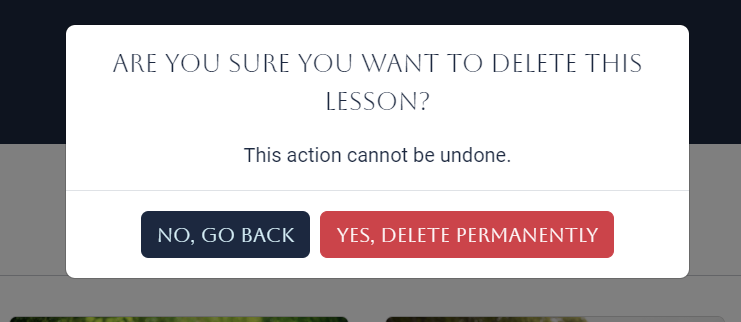 ARE YOU SURE YOU WANT TO DELETE THIS
LESSON?
This action cannot be undone.
NO, GO BACK
YES, DELETE PERMANENTLY